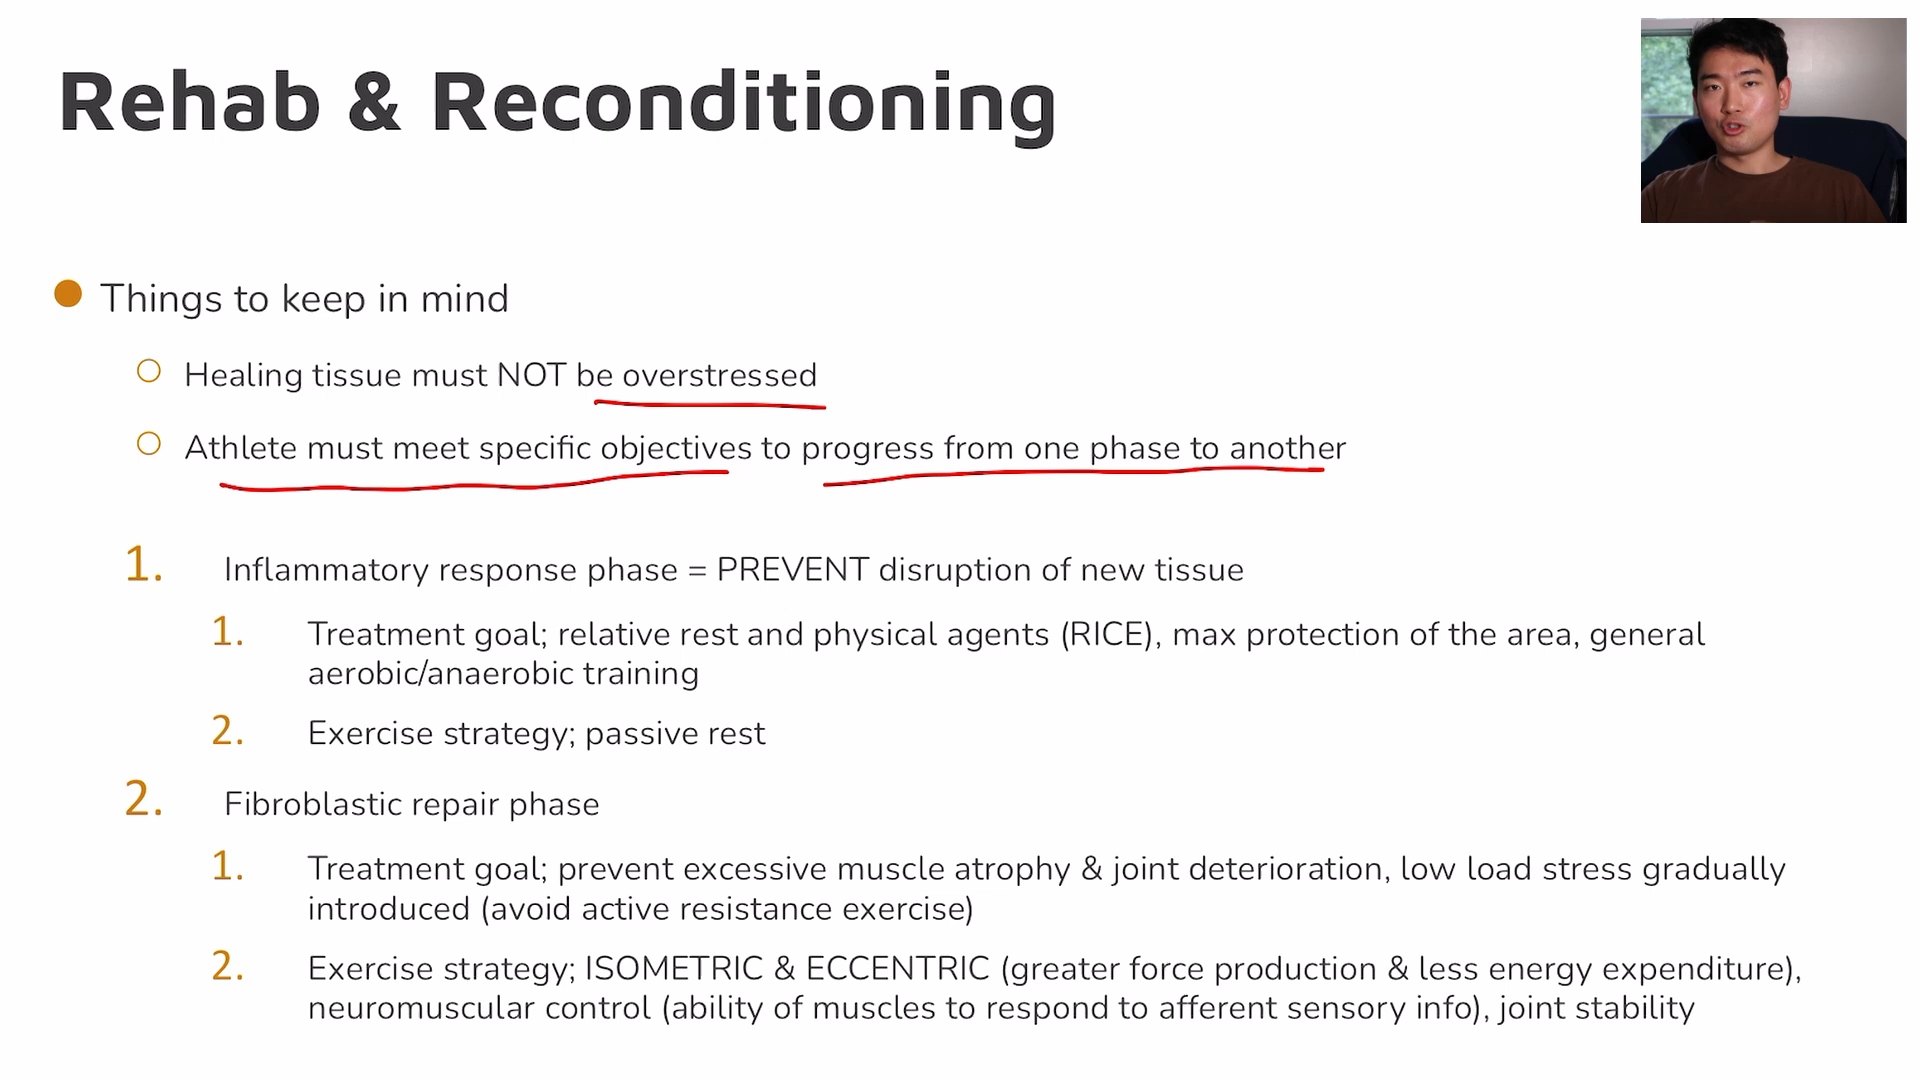 Rehab & Reconditioning
Things to keep in mind
Healing tissue must NOT be overstressed
Athlete must meet specific objectives to progress from one phase to another
1. Inflammatory response phase = PREVENT disruption of new tissue
1. Treatment goal; relative rest and physical agents (RICE), max protection of the area, general
aerobic/anaerobic training
2. Exercise strategy; passive rest
2. Fibroblastic repair phase
1. Treatment goal; prevent excessive muscle atrophy & joint deterioration, low load stress gradually
introduced (avoid active resistance exercise)
2. Exercise strategy; ISOMETRIC & ECCENTRIC (greater force production & less energy expenditure),
neuromuscular control (ability of muscles to respond to afferent sensory info), joint stability